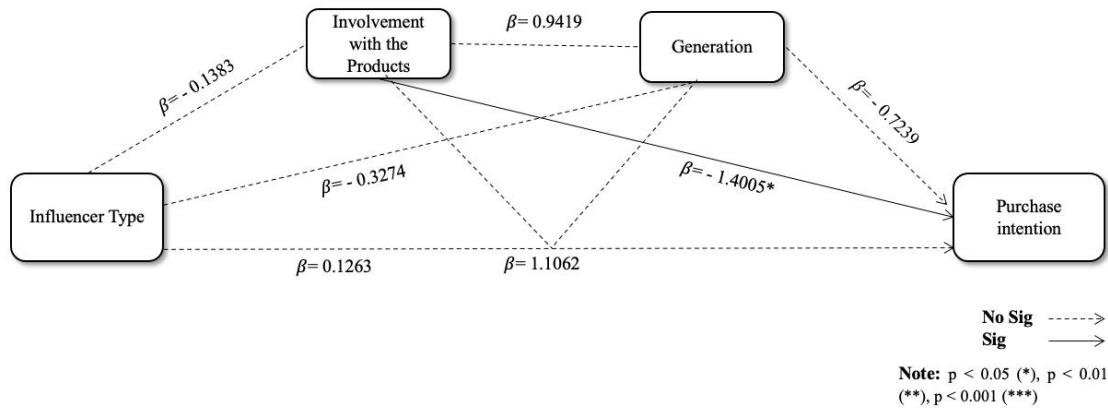 Involvement
with the
Products
β= 0.9419
Generation
β= - 0.1383
β= - 0.7239
β= - 0.3274
β= - 1.4005*
Influencer Type
Purchase
intention
β= 0.1263
β= 1.1062
No Sig
Sig
Note: p < 0.05 (*), p < 0.01
(**), p < 0.001 (***)